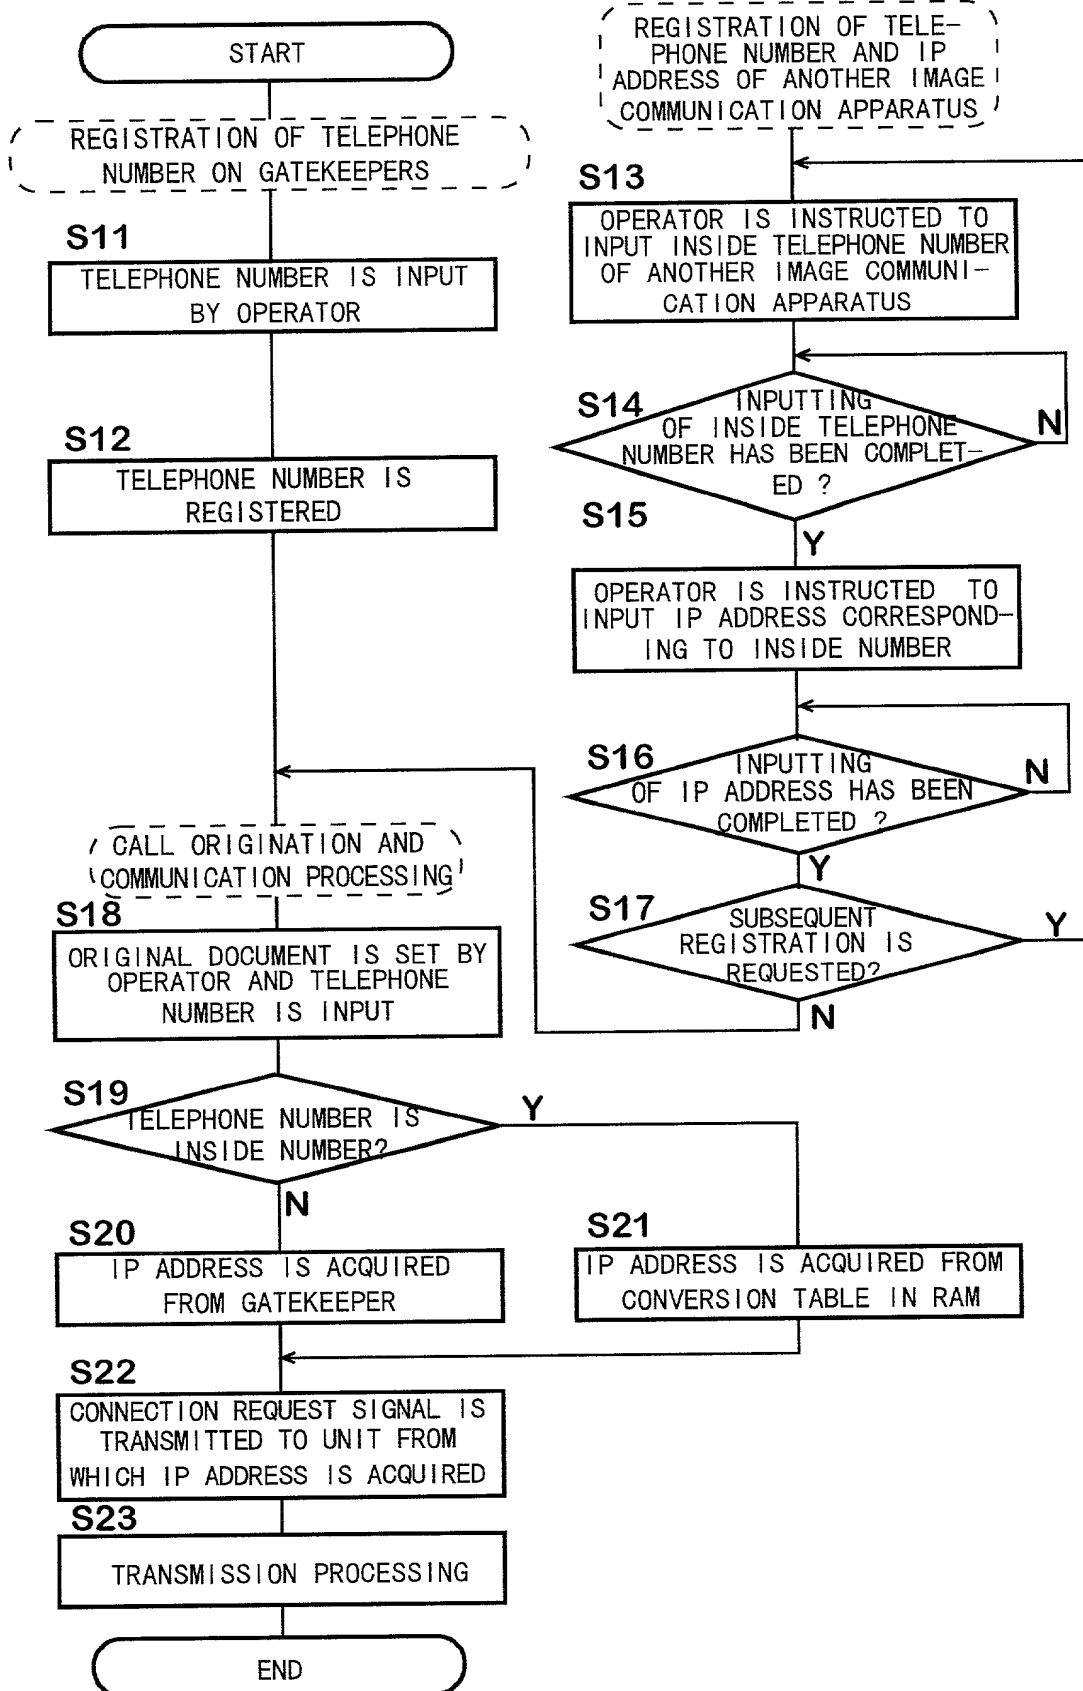 START
REGISTRATION OF TELEPHONE
NUMBER ON GATEKEEPERS
S11
TELEPHONE NUMBER IS INPUT
BY OPERATOR
S12
TELEPHONE NUMBER IS
REGISTERED
REGISTRATION OF TELE-
PHONE NUMBER AND IP
ADDRESS OF ANOTHER IMAGE
COMMUNICATION APPARATUS
S13
OPERATOR IS INSTRUCTED TO
INPUT INSIDE TELEPHONE NUMBER
OF ANOTHER IMAGE COMMUNI-
CATION APPARATUS
S14
INPUTTING
OF INSIDE TELEPHONE
NUMBER HAS BEEN COMPLET-
ED ?
N
Y
S15
OPERATOR IS INSTRUCTED TO
INPUT IP ADDRESS CORRESPOND-
ING TO INSIDE NUMBER
S16
INPUTTING
OF IP ADDRESS HAS BEEN
COMPLETED ?
N
Y
S17
SUBSEQUENT
REGISTRATION IS
REQUESTED?
Y
N
CALL ORIGINATION AND
COMMUNICATION PROCESSING
S18
ORIGINAL DOCUMENT IS SET BY
OPERATOR AND TELEPHONE
NUMBER IS INPUT
S19
TELEPHONE NUMBER IS
INSIDE NUMBER?
Y
N
S20
IP ADDRESS IS ACQUIRED
FROM GATEKEEPER
S21
IP ADDRESS IS ACQUIRED FROM
CONVERSION TABLE IN RAM
S22
CONNECTION REQUEST SIGNAL IS
TRANSMITTED TO UNIT FROM
WHICH IP ADDRESS IS ACQUIRED
S23
TRANSMISSION PROCESSING
END